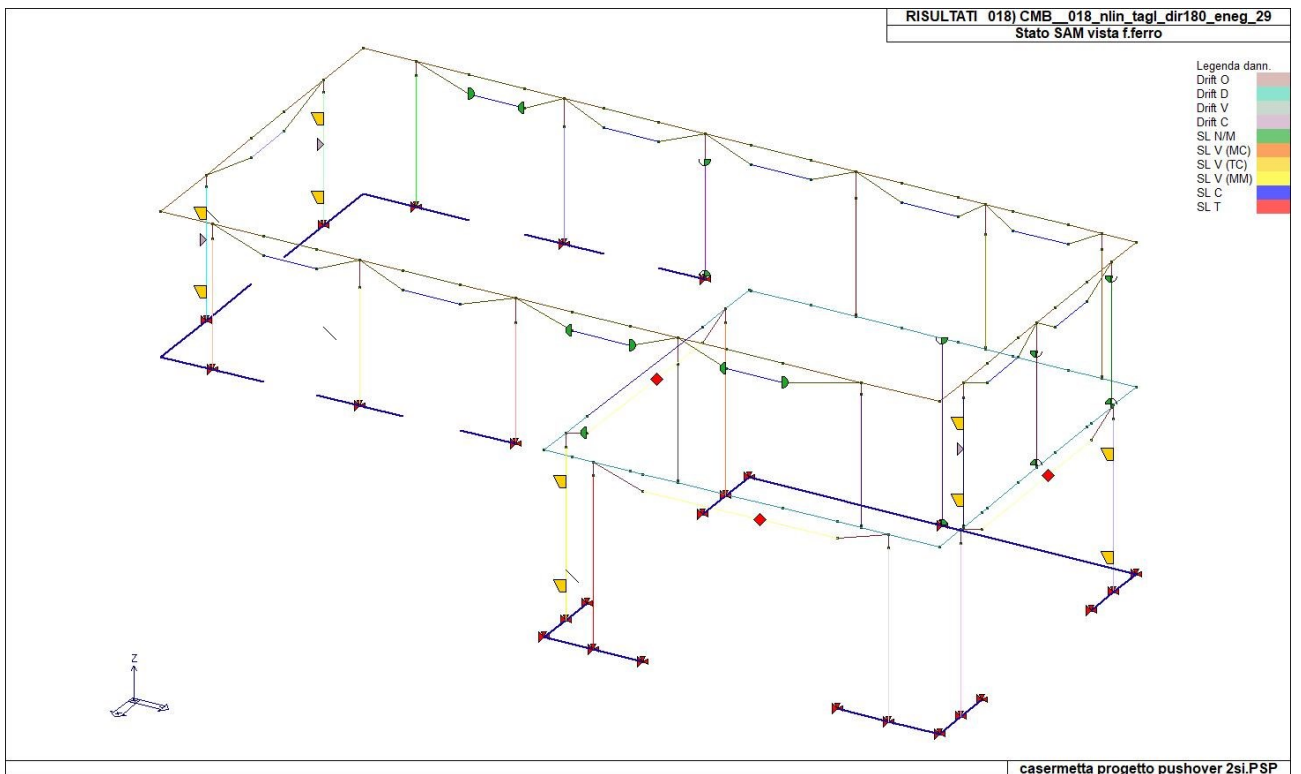 RISULTATI 018) CMB__018_nlin_tagl_dir180_eneg_29
Stato SAM vista f.ferro
Legenda dann.
Drift O
Drift D
Drift V
Drift C
SL N/M
SL V (MC)
SL V (TC)
SL V (MM)
SL C
SL T
Z
casermetta progetto pushover 2si.PSP